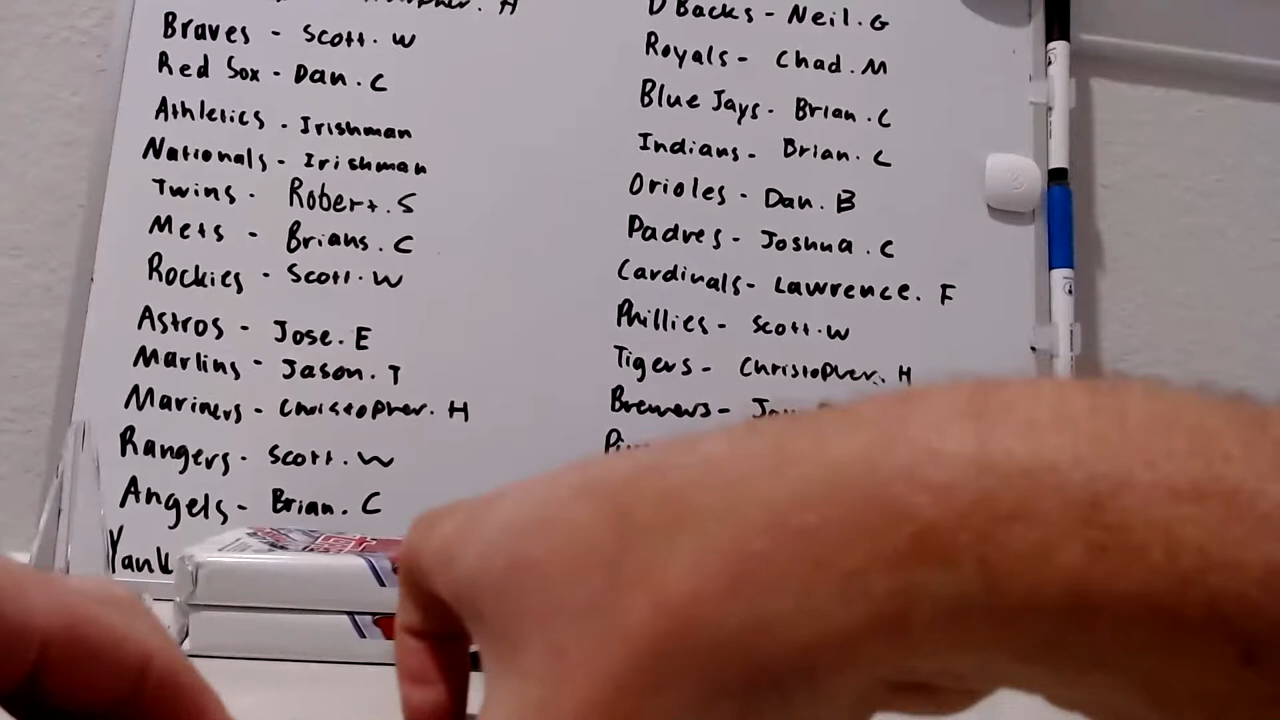 H
Braves - Scott. W
Red Sox - Dan. C
Athletics - Irishman
Nationals - Irishman
Twins - Robert. S
Mets - Brians. C
Rockies - Scott. W
Astros - Jose. E
Marlins - Jason. T
Mariners - Christopher. H
Rangers - Scott. W
Angels - Brian. C
Yank
D Backs - Neil. G
Royals - Chad. M
Blue Jays - Brian. C
Indians - Brian. C
Orioles - Dan. B
Padres - Joshua. C
Cardinals - Lawrence. F
Phillies - Scott. W
Tigers - Christopher. H
Brewers -